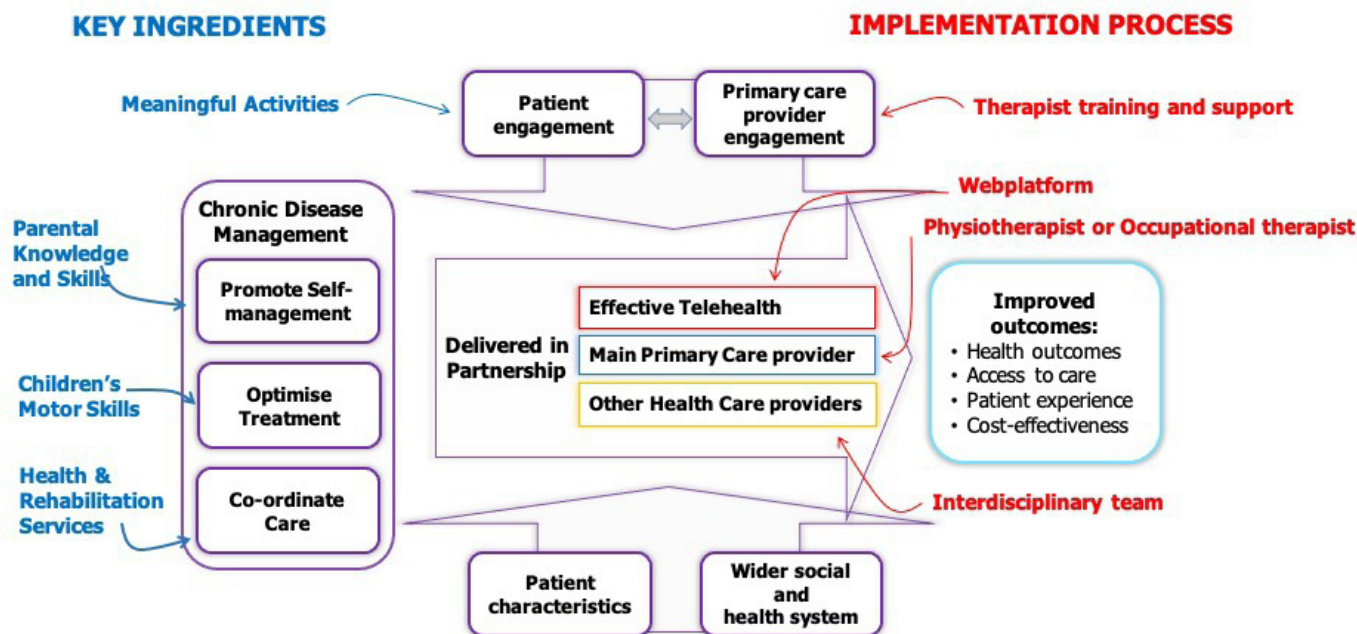 KEY INGREDIENTS
IMPLEMENTATION PROCESS
Meaningful Activities
Patient
engagement
Primary care
provider
engagement
Therapist training and support
Webplatform
Physiotherapist or Occupational therapist
Chronic Disease
Management
Parental
Knowledge
and Skills
Promote Self-
management
Children's
Motor Skills
Optimise
Treatment
Health &
Rehabilitation
Services
Co-ordinate
Care
Delivered in
Partnership
Effective Telehealth
Main Primary Care provider
Other Health Care providers
Improved
outcomes:
• Health outcomes
• Access to care
• Patient experience
• Cost-effectiveness
Interdisciplinary team
Patient
characteristics
Wider social
and
health system